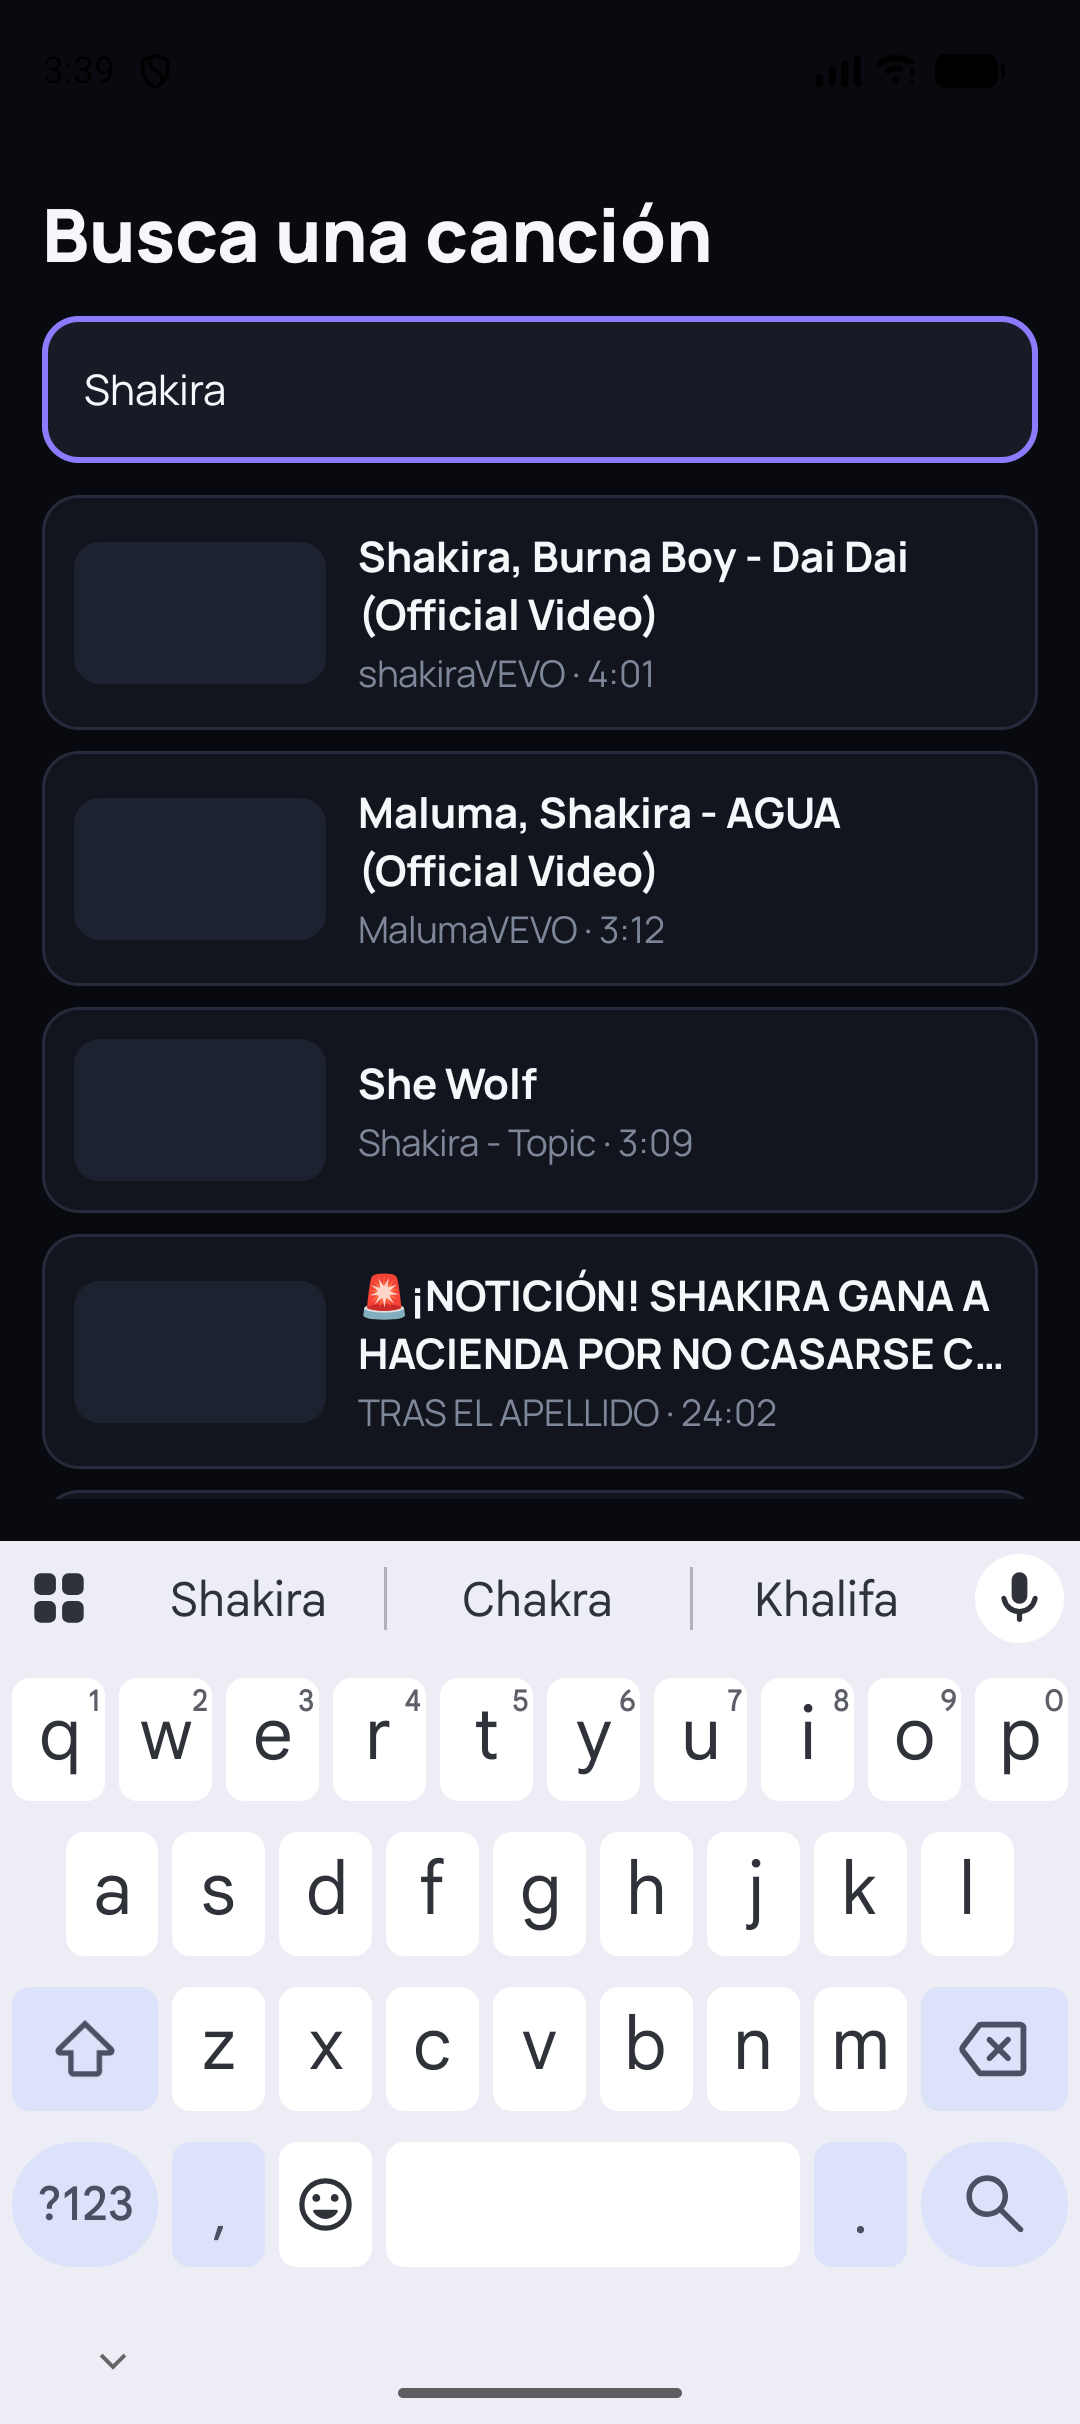 3:39
Busca una canción
Shakira
Shakira, Burna Boy - Dai Dai
(Official Video)
shakiraVEVO · 4:01
Maluma, Shakira - AGUA
(Official Video)
MalumaVEVO · 3:12
She Wolf
Shakira - Topic · 3:09
🚨¡NOTICIÓN! SHAKIRA GANA A
HACIENDA POR NO CASARSE C...
TRAS EL APELLIDO · 24:02
Shakira Chakra Khalifa
q1 w2 e3 r4 t5 y6 u7 i8 o9 p0
a s d f g h j k l
z x c v b n m
?123 , .